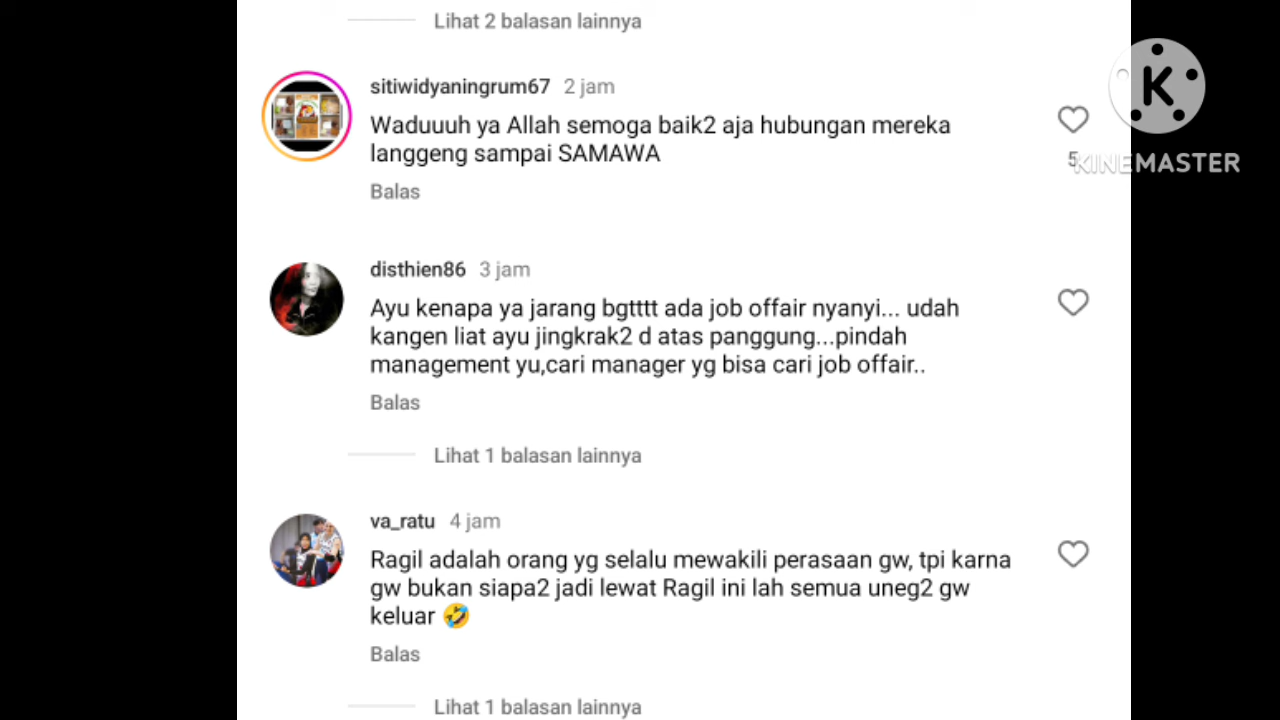 Lihat 2 balasan lainnya
sitiwidyaningrum67 2 jam
Waduuuh ya Allah semoga baik2 aja hubungan mereka
langgeng sampai SAMAWA
5
Balas
K
KINEMASTER
disthien86 3 jam
Ayu kenapa ya jarang bgtttt ada job offair nyanyi... udah
kangen liat ayu jingkrak2 d atas panggung...pindah
management yu,cari manager yg bisa cari job offair..
Balas
Lihat 1 balasan lainnya
va_ratu 4 jam
Ragil adalah orang yg selalu mewakili perasaan gw, tpi karna
gw bukan siapa2 jadi lewat Ragil ini lah semua uneg2 gw
keluar 🤣
Balas
Lihat 1 balasan lainnya